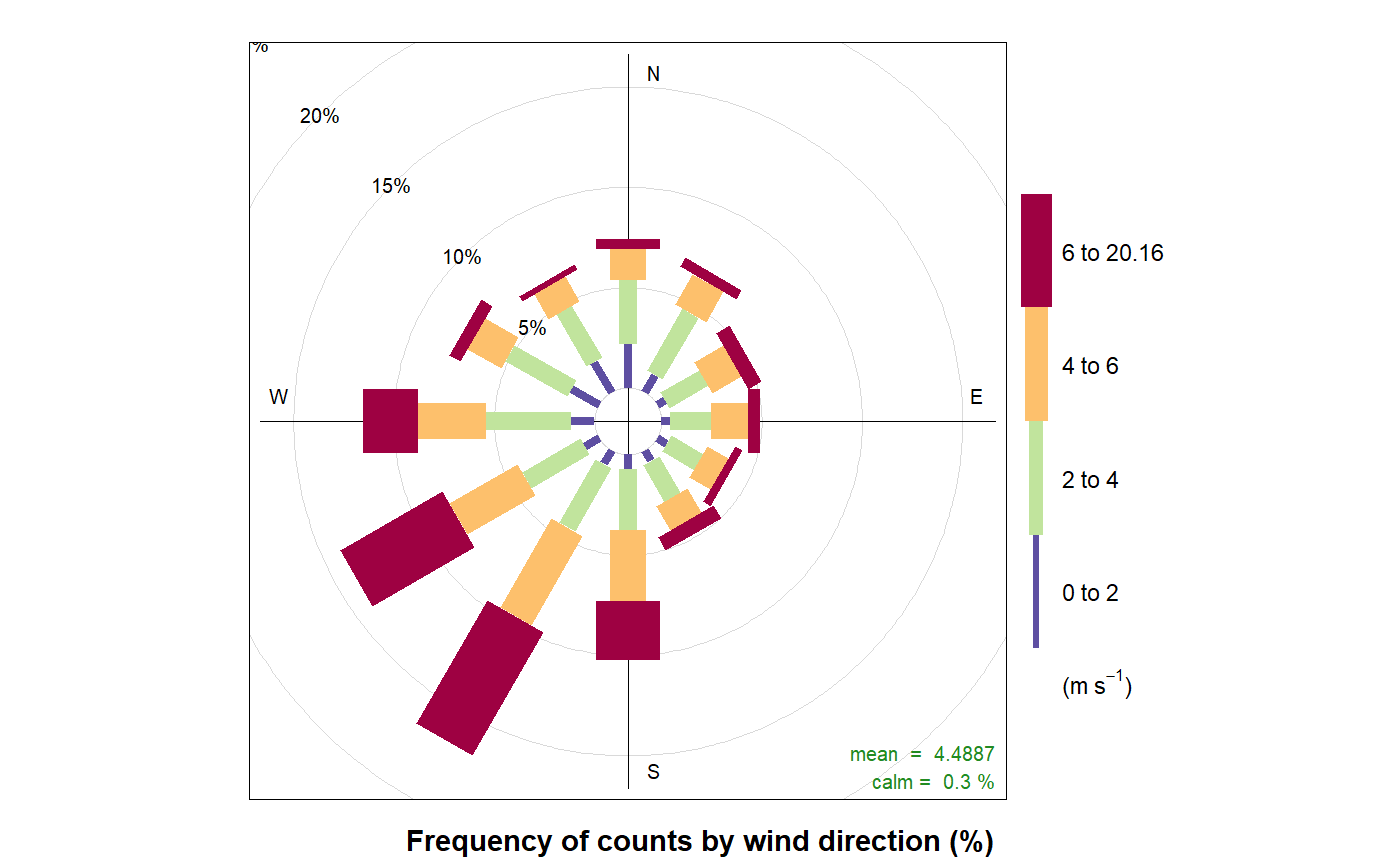 %
N
20%
15%
10%
5%
W
E
S
6 to 20.16
4 to 6
2 to 4
0 to 2
(m s⁻¹)
mean = 4.4887
calm = 0.3 %
Frequency of counts by wind direction (%)